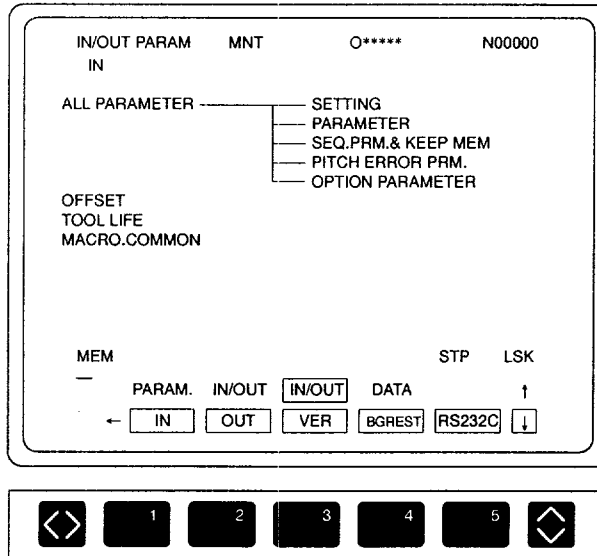 IN/OUT PARAM MNT O***** N00000
IN
ALL PARAMETER SETTING
PARAMETER
SEQ.PRM.& KEEP MEM
PITCH ERROR PRM.
OPTION PARAMETER
OFFSET
TOOL LIFE
MACRO.COMMON
MEM STP LSK
PARAM. IN/OUT IN/OUT DATA ↑
← IN OUT VER BGREST RS232C ↓
1 2 3 4 5